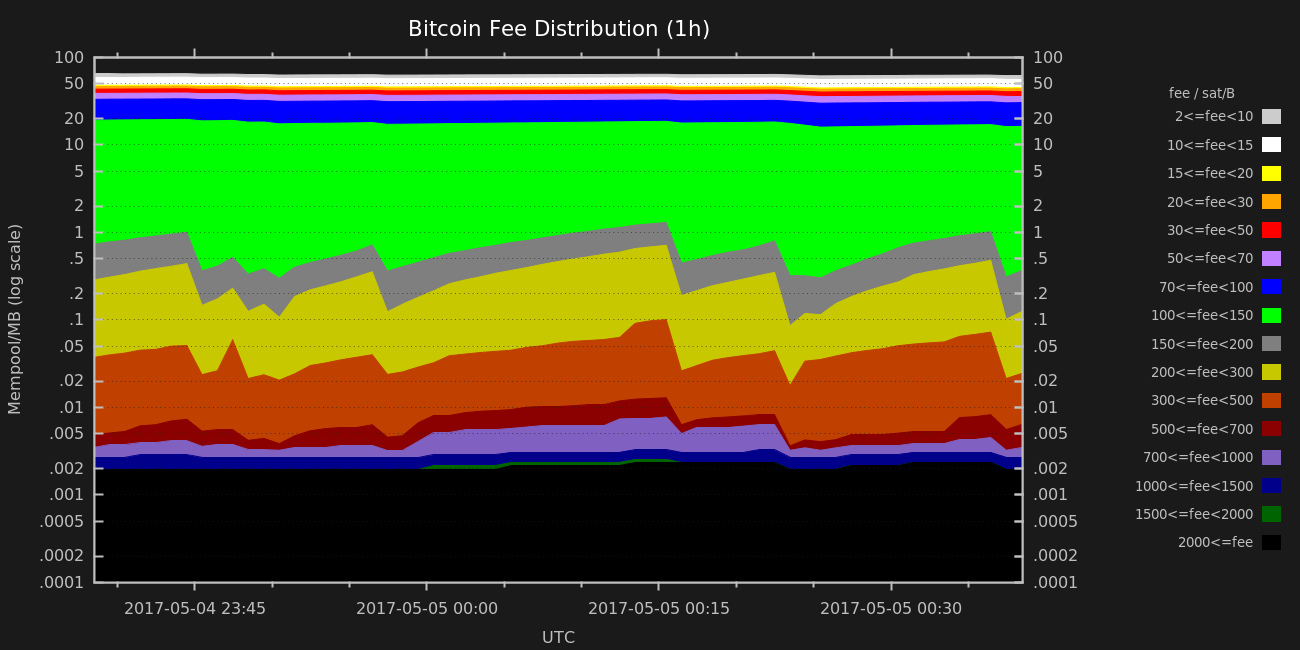 Bitcoin Fee Distribution (1h)
Mempool/MB (log scale)
100
50
20
10
5
2
1
.5
.2
.1
.05
.02
.01
.005
.002
.001
.0005
.0002
.0001
100
50
20
10
5
2
1
.5
.2
.1
.05
.02
.01
.005
.002
.001
.0005
.0002
.0001
2017-05-04 23:45
2017-05-05 00:00
2017-05-05 00:15
2017-05-05 00:30
UTC
fee / sat/B
2<=fee<10
10<=fee<15
15<=fee<20
20<=fee<30
30<=fee<50
50<=fee<70
70<=fee<100
100<=fee<150
150<=fee<200
200<=fee<300
300<=fee<500
500<=fee<700
700<=fee<1000
1000<=fee<1500
1500<=fee<2000
2000<=fee